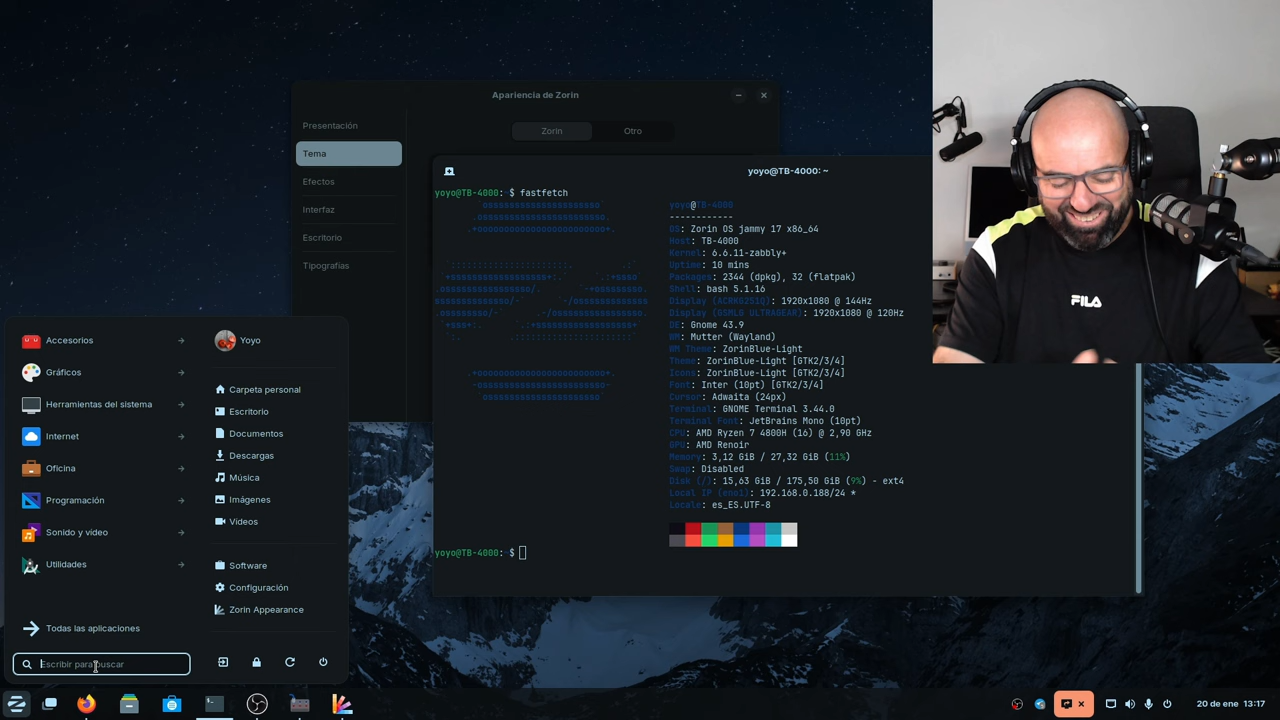 Apariencia de Zorin
Presentación
Zorin
Otro
Tema
Efectos
Interfaz
Escritorio
Tipografías
yoyo@TB-4000: ~
yoyo@TB-4000:~$ fastfetch
yoyo@TB-4000
------------
OS: Zorin OS jammy 17 x86_64
Host: TB-4000
Kernel: 6.6.11-zabbly+
Uptime: 10 mins
Packages: 2344 (dpkg), 32 (flatpak)
Shell: bash 5.1.16
Display (ACRK0251Q): 1920x1080 @ 144Hz
Display (GSMLG ULTRAGEAR): 1920x1080 @ 120Hz
DE: Gnome 43.9
WM: Mutter (Wayland)
WM Theme: ZorinBlue-Light
Theme: ZorinBlue-Light [GTK2/3/4]
Icons: ZorinBlue-Light [GTK2/3/4]
Font: Inter (10pt) [GTK2/3/4]
Cursor: Adwaita (24px)
Terminal: GNOME Terminal 3.44.0
Terminal Font: JetBrains Mono (10pt)
CPU: AMD Ryzen 7 4800H (16) @ 2,90 GHz
GPU: AMD Renoir
Memory: 3,12 GiB / 27,32 GiB (11%)
Swap: Disabled
Disk (/): 15,63 GiB / 175,50 GiB (9%) - ext4
Local IP (eno1): 192.168.0.188/24 *
Locale: es_ES.UTF-8
yoyo@TB-4000:~$
FILA
Accesorios
Gráficos
Herramientas del sistema
Internet
Oficina
Programación
Sonido y vídeo
Utilidades
Todas las aplicaciones
Escribir para buscar
Yoyo
Carpeta personal
Escritorio
Documentos
Descargas
Música
Imágenes
Vídeos
Software
Configuración
Zorin Appearance
20 de ene 13:17